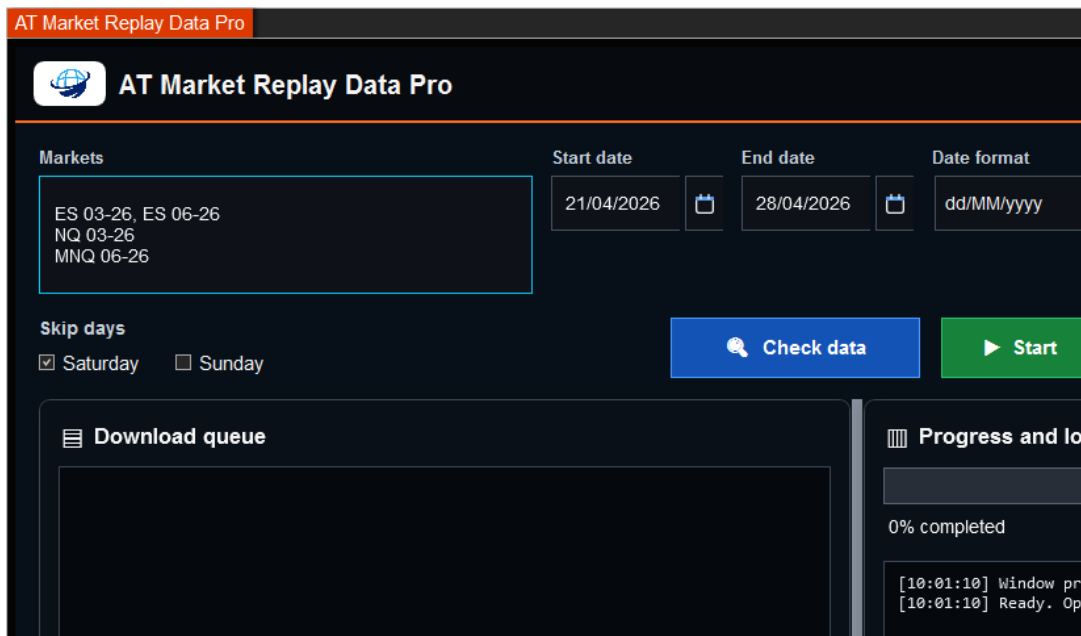 AT Market Replay Data Pro
AT Market Replay Data Pro
Markets
Start date
End date
Date format
ES 03-26, ES 06-26
NQ 03-26
MNQ 06-26
21/04/2026
28/04/2026
dd/MM/yyyy
Skip days
Saturday
Sunday
Check data
Start
Download queue
Progress and lo
0% completed
[10:01:10] Window pr
[10:01:10] Ready. Op